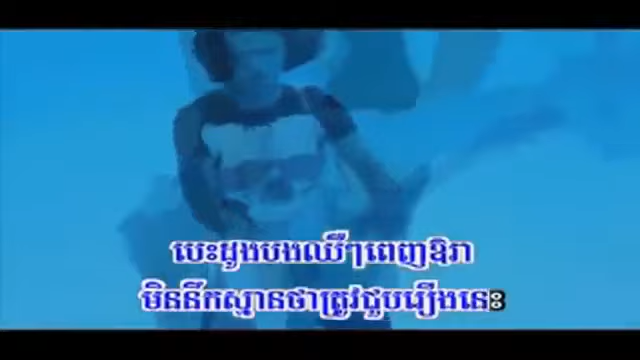 បេះដូងបងឈឺៗពេញឱរា
មិននឹកស្មានថាត្រូវជួបរឿងនេះ